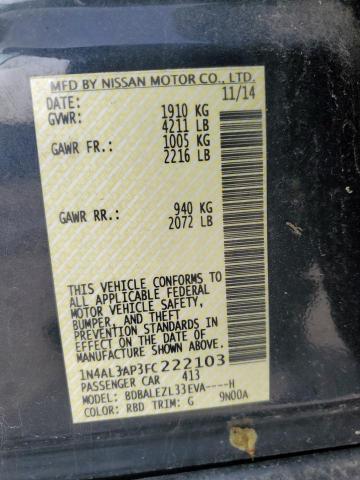 MFD BY NISSAN MOTOR CO., LTD.
DATE: 11/14
GVWR: 1910 KG
4211 LB
GAWR FR.: 1005 KG
2216 LB
GAWR RR.: 940 KG
2072 LB
THIS VEHICLE CONFORMS TO
ALL APPLICABLE FEDERAL
MOTOR VEHICLE SAFETY,
BUMPER, AND THEFT
PREVENTION STANDARDS IN
EFFECT ON THE DATE OF
MANUFACTURE SHOWN ABOVE.
1N4AL3AP3FC222103
PASSENGER CAR 413
MODEL: BDBALEZL33EVA----H
COLOR: RBD TRIM: G 9N00A